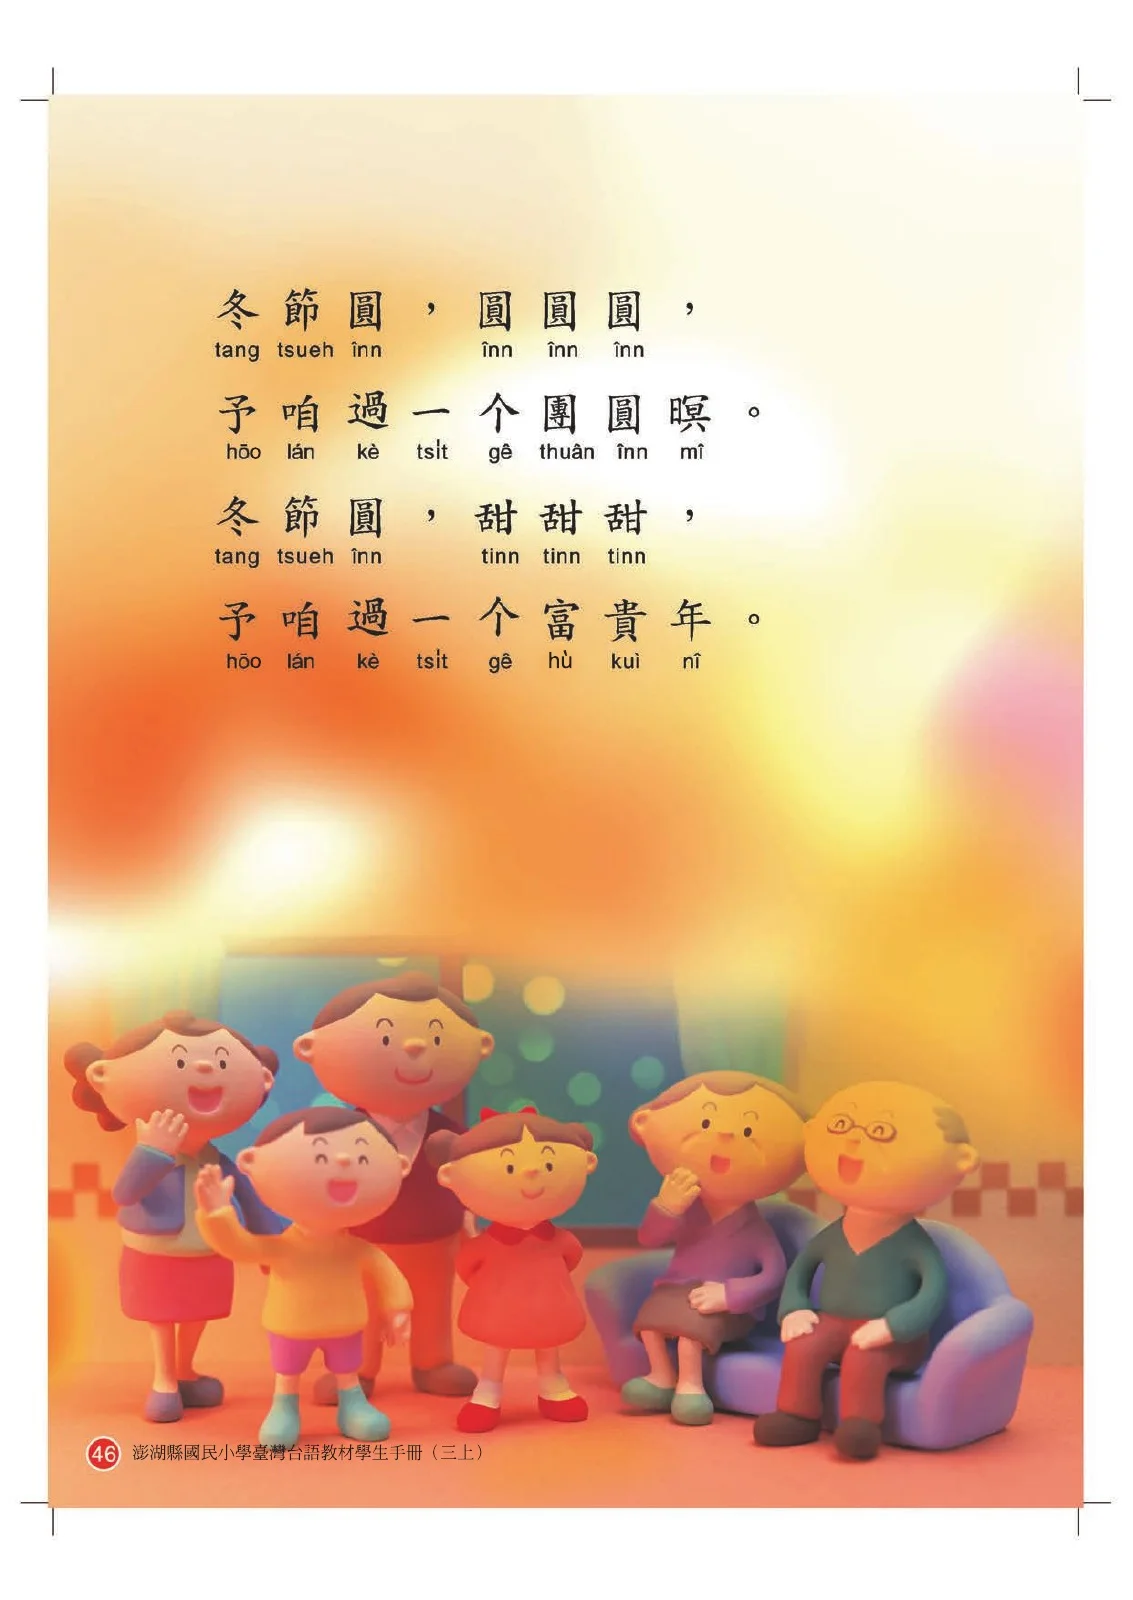 冬節圓，圓圓圓，
tang tsueh înn înn înn înn
予咱過一个團圓暝。
hōo lán kè tsi̍t gê thuân înn mî
冬節圓，甜甜甜，
tang tsueh înn tinn tinn tinn
予咱過一个富貴年。
hōo lán kè tsi̍t gê hù kuì nî
46 澎湖縣國民小學臺灣台語教材學生手冊（三上）